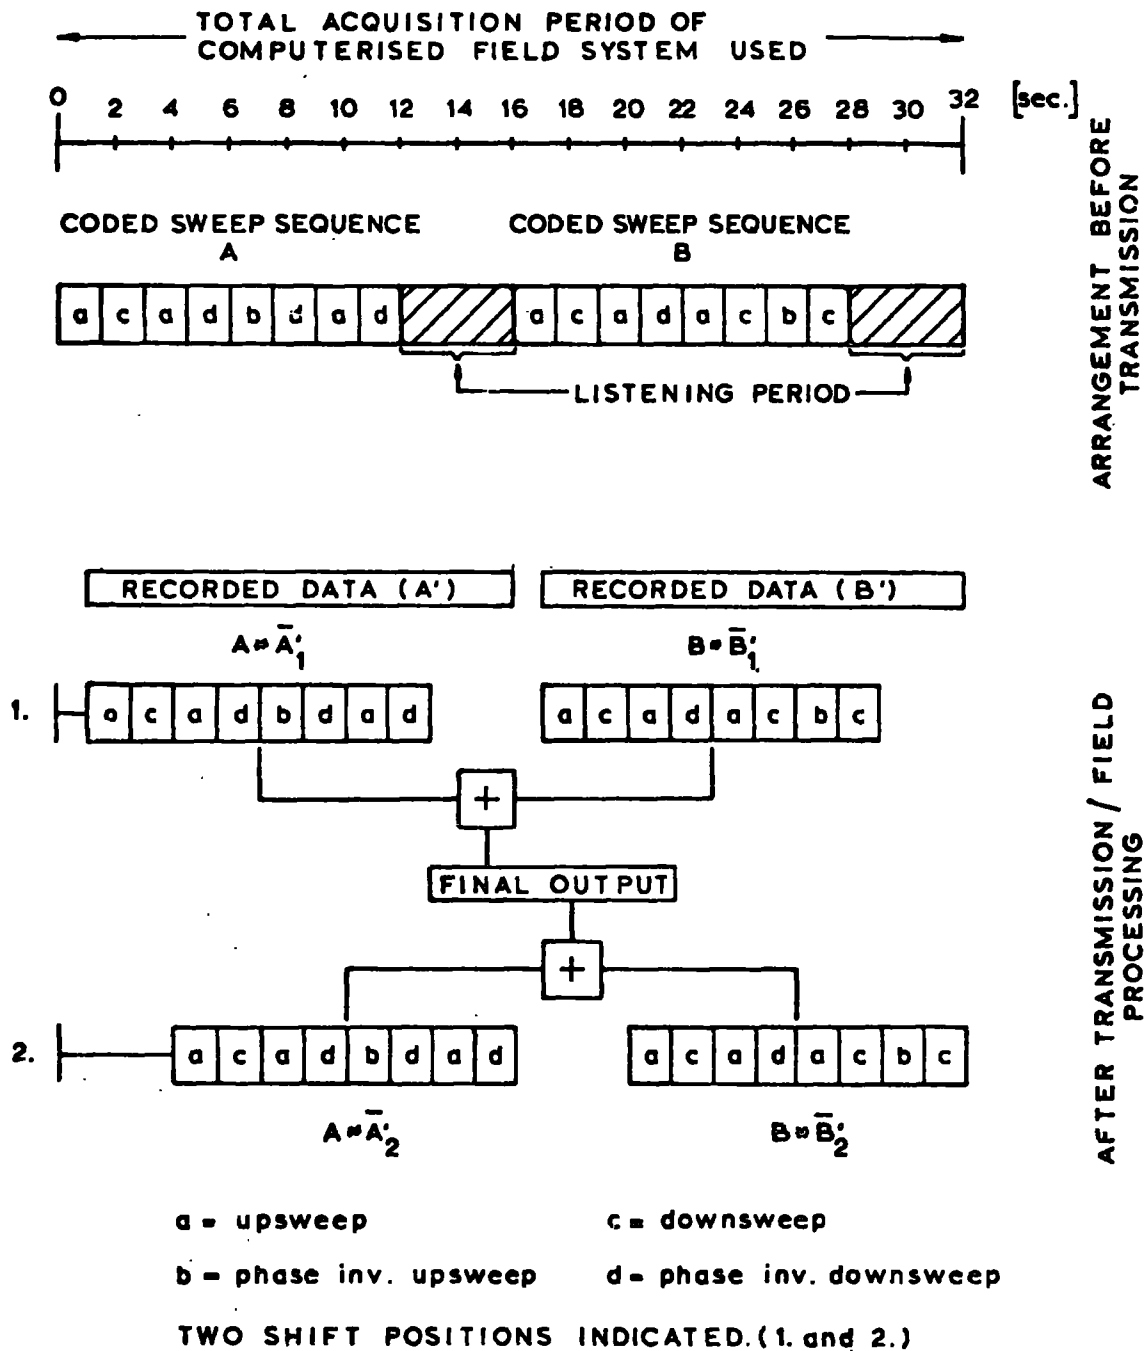 TOTAL ACQUISITION PERIOD OF
COMPUTERISED FIELD SYSTEM USED
0 2 4 6 8 10 12 14 16 18 20 22 24 26 28 30 32 [sec.]
CODED SWEEP SEQUENCE A
CODED SWEEP SEQUENCE B
a c a d b d a d
a c a d a c b c
LISTENING PERIOD
ARRANGEMENT BEFORE TRANSMISSION
RECORDED DATA (A')
RECORDED DATA (B')
A * A̅'₁
B * B̅'₁
1.
a c a d b d a d
a c a d a c b c
+
FINAL OUTPUT
+
2.
a c a d b d a d
a c a d a c b c
A * A̅'₂
B * B̅'₂
AFTER TRANSMISSION / FIELD PROCESSING
a = upsweep
c = downsweep
b = phase inv. upsweep
d = phase inv. downsweep
TWO SHIFT POSITIONS INDICATED. (1. and 2.)